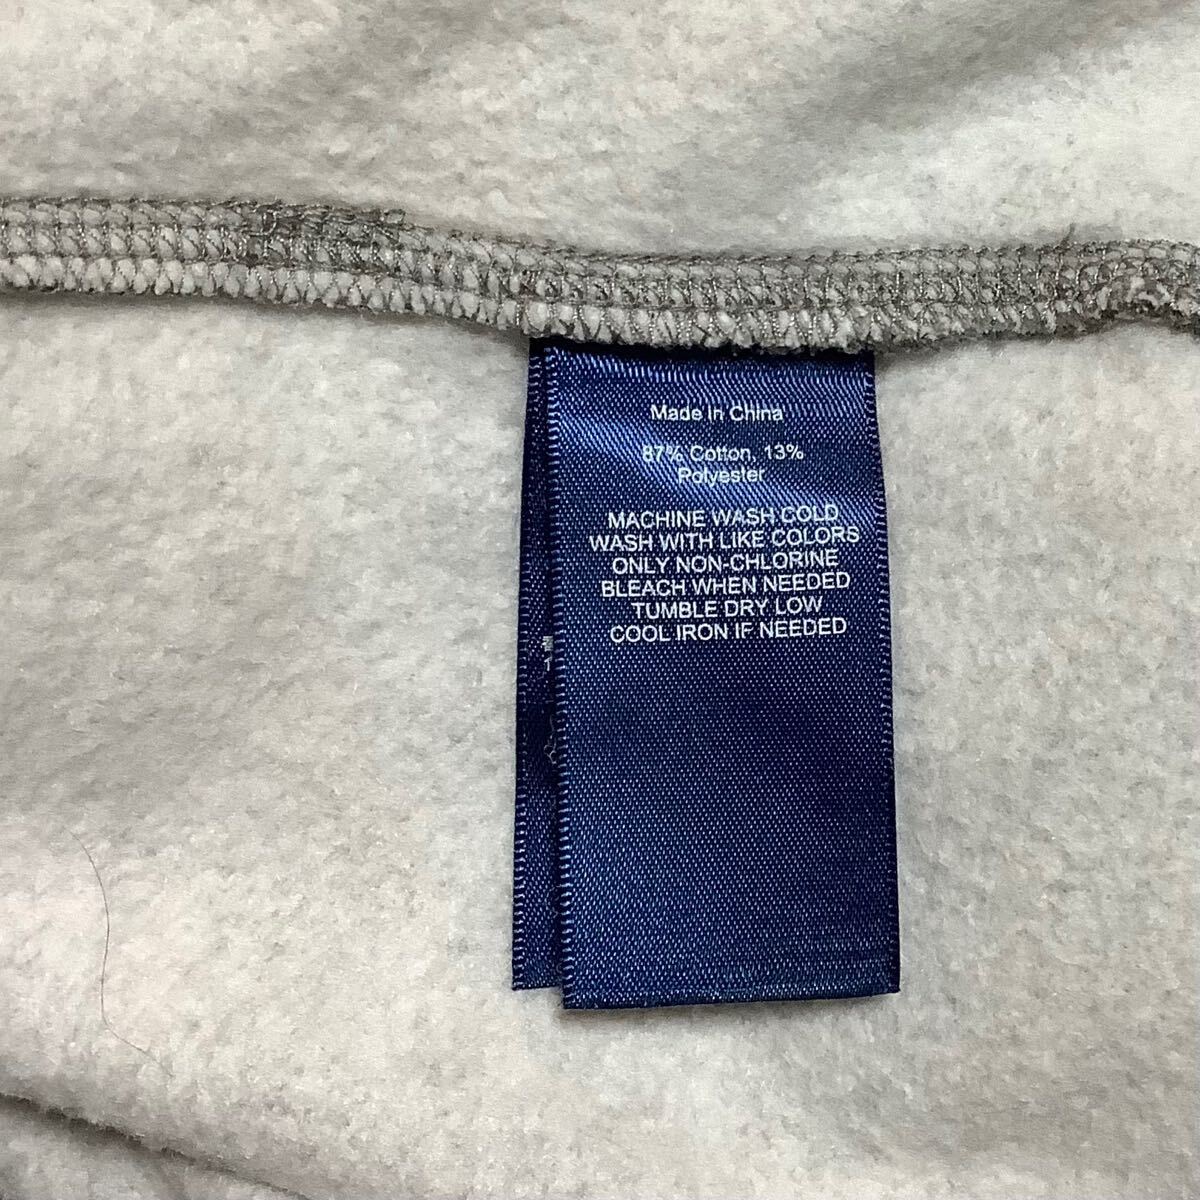 Made in China
87% Cotton, 13%
Polyester
MACHINE WASH COLD
WASH WITH LIKE COLORS
ONLY NON-CHLORINE
BLEACH WHEN NEEDED
TUMBLE DRY LOW
COOL IRON IF NEEDED